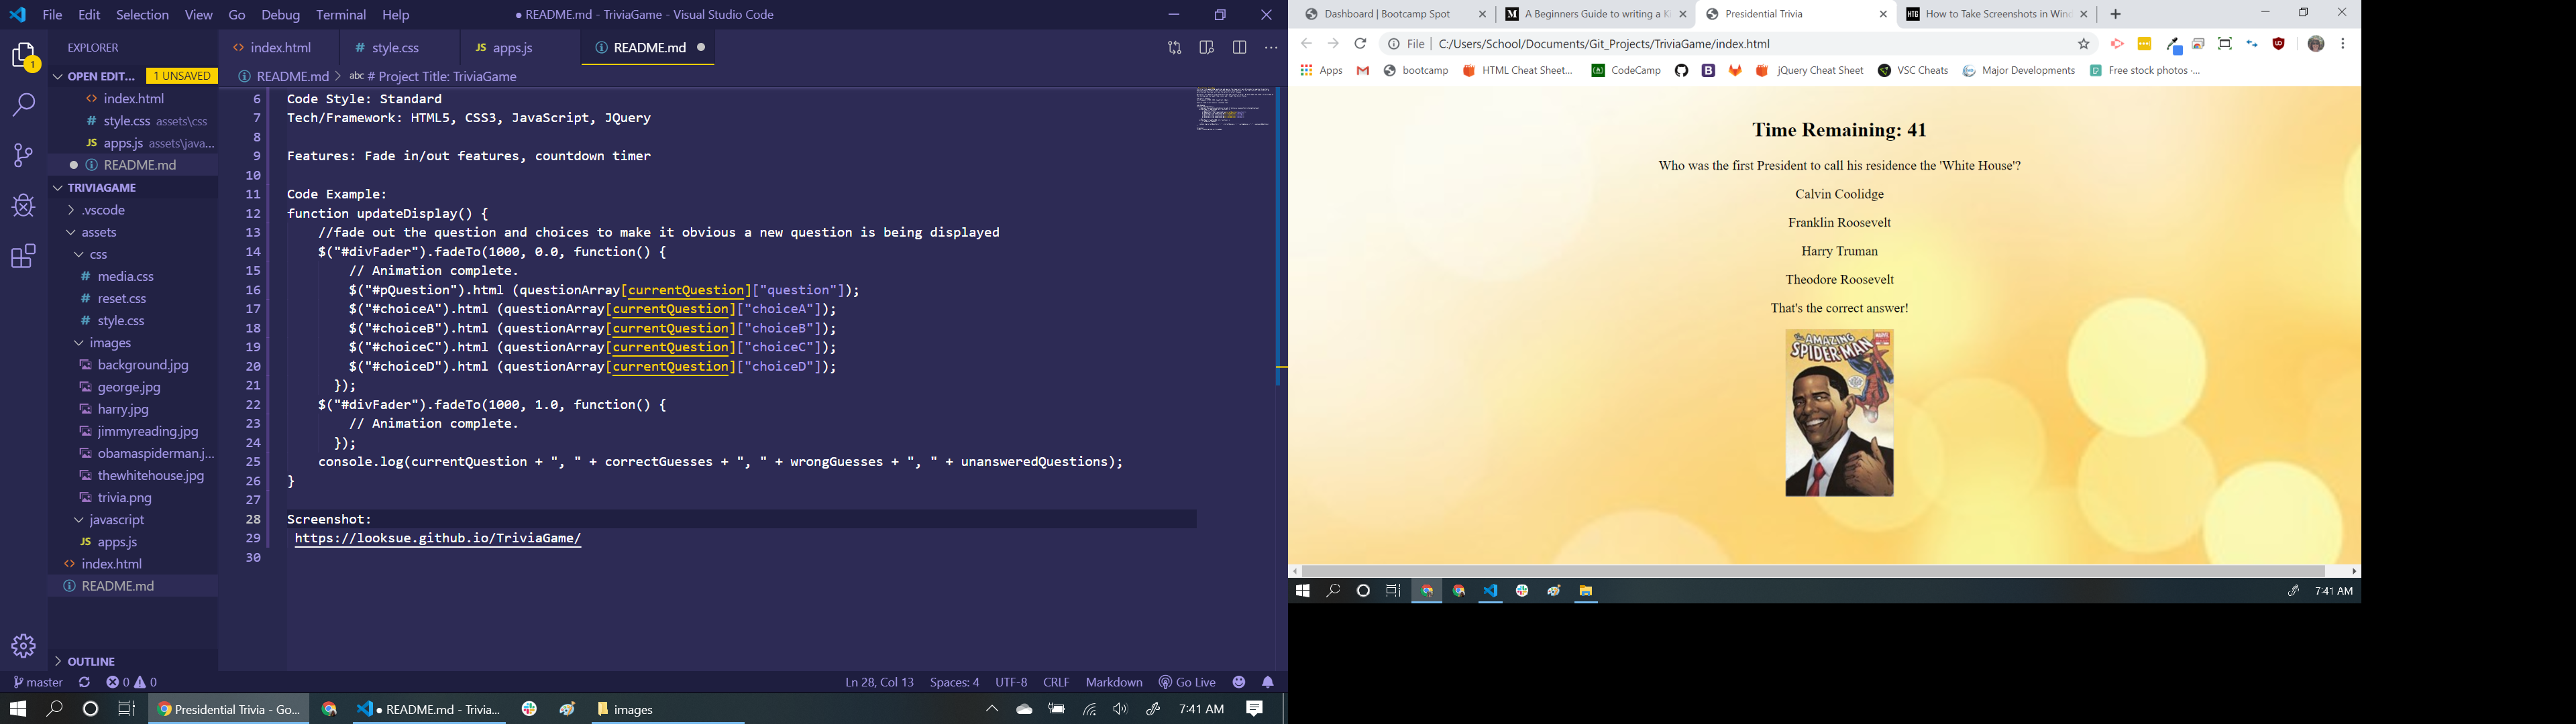 File Edit Selection View Go Debug Terminal Help
● README.md - TriviaGame - Visual Studio Code
EXPLORER
OPEN EDIT... 1 UNSAVED
<> index.html
# style.css assets\css
JS apps.js assets\java...
● README.md
TRIVIAGAME
.vscode
assets
css
# media.css
# reset.css
# style.css
images
background.jpg
george.jpg
harry.jpg
jimmyreading.jpg
obamaspiderman.j...
thewhitehouse.jpg
trivia.png
javascript
JS apps.js
<> index.html
README.md
OUTLINE
1
<> index.html # style.css JS apps.js README.md ●
README.md > abc # Project Title: TriviaGame
6 Code Style: Standard
7 Tech/Framework: HTML5, CSS3, JavaScript, JQuery
8
9 Features: Fade in/out features, countdown timer
10
11 Code Example:
12 function updateDisplay() {
13 //fade out the question and choices to make it obvious a new question is being displayed
14 $("#divFader").fadeTo(1000, 0.0, function() {
15 // Animation complete.
16 $("#pQuestion").html (questionArray[currentQuestion]["question"]);
17 $("#choiceA").html (questionArray[currentQuestion]["choiceA"]);
18 $("#choiceB").html (questionArray[currentQuestion]["choiceB"]);
19 $("#choiceC").html (questionArray[currentQuestion]["choiceC"]);
20 $("#choiceD").html (questionArray[currentQuestion]["choiceD"]);
21 });
22 $("#divFader").fadeTo(1000, 1.0, function() {
23 // Animation complete.
24 });
25 console.log(currentQuestion + ", " + correctGuesses + ", " + wrongGuesses + ", " + unansweredQuestions);
26 }
27
28 Screenshot:
29 https://looksue.github.io/TriviaGame/
30
master 0 0 Ln 28, Col 13 Spaces: 4 UTF-8 CRLF Markdown Go Live
Presidential Trivia - Go... ● README.md - Trivia... images 7:41 AM
Dashboard | Bootcamp Spot A Beginners Guide to writing a Presidential Trivia HTG How to Take Screenshots in Wind
File C:/Users/School/Documents/Git_Projects/TriviaGame/index.html
Apps bootcamp HTML Cheat Sheet... CodeCamp jQuery Cheat Sheet VSC Cheats Major Developments Free stock photos ·...
Time Remaining: 41
Who was the first President to call his residence the 'White House'?
Calvin Coolidge
Franklin Roosevelt
Harry Truman
Theodore Roosevelt
That's the correct answer!
THE AMAZING
SPIDER-MAN
7:41 AM